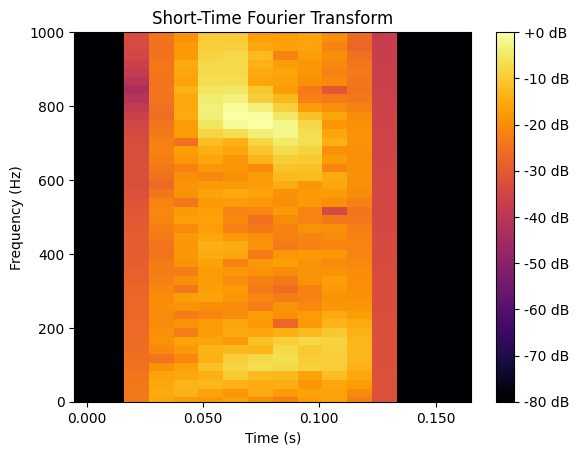 Short-Time Fourier Transform
1000
800
600
400
200
0
Frequency (Hz)
0.000
0.050
0.100
0.150
Time (s)
+0 dB
-10 dB
-20 dB
-30 dB
-40 dB
-50 dB
-60 dB
-70 dB
-80 dB